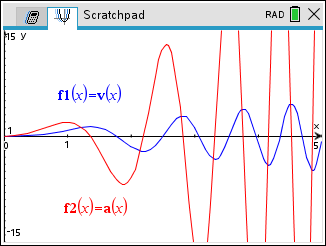 Scratchpad RAD
15 y
f1(x)=v(x)
x
1
0 1 5
f2(x)=a(x)
-15